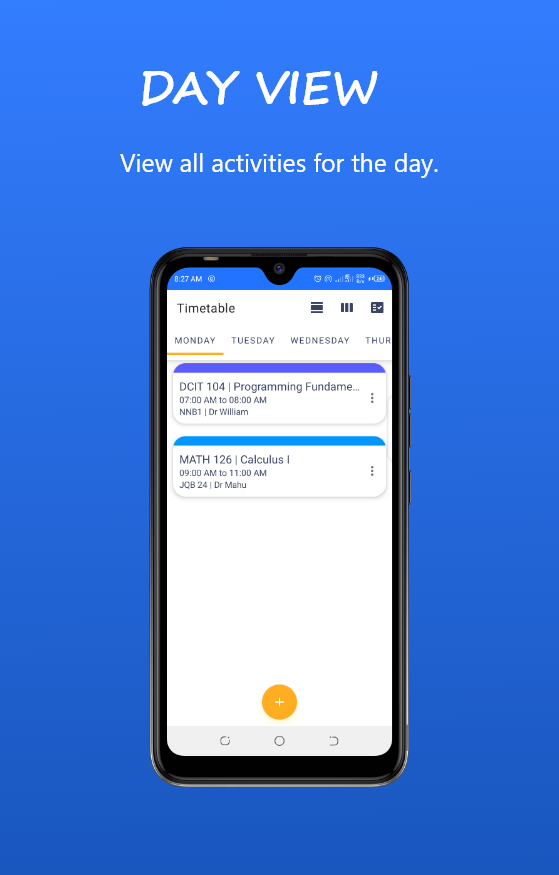 DAY VIEW
View all activities for the day.
8:27 AM
Timetable
MONDAY TUESDAY WEDNESDAY THUR
DCIT 104 | Programming Fundame...
07:00 AM to 08:00 AM
NNB1 | Dr William
MATH 126 | Calculus I
09:00 AM to 11:00 AM
JQB 24 | Dr Mahu